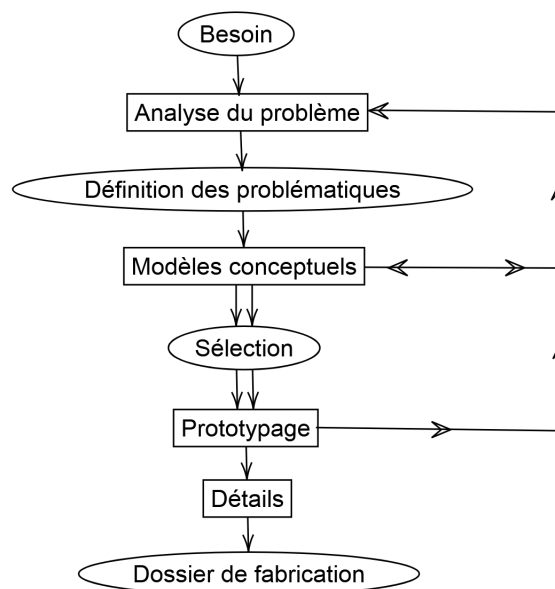 Besoin
Analyse du problème
Définition des problématiques
Modèles conceptuels
Sélection
Prototypage
Détails
Dossier de fabrication